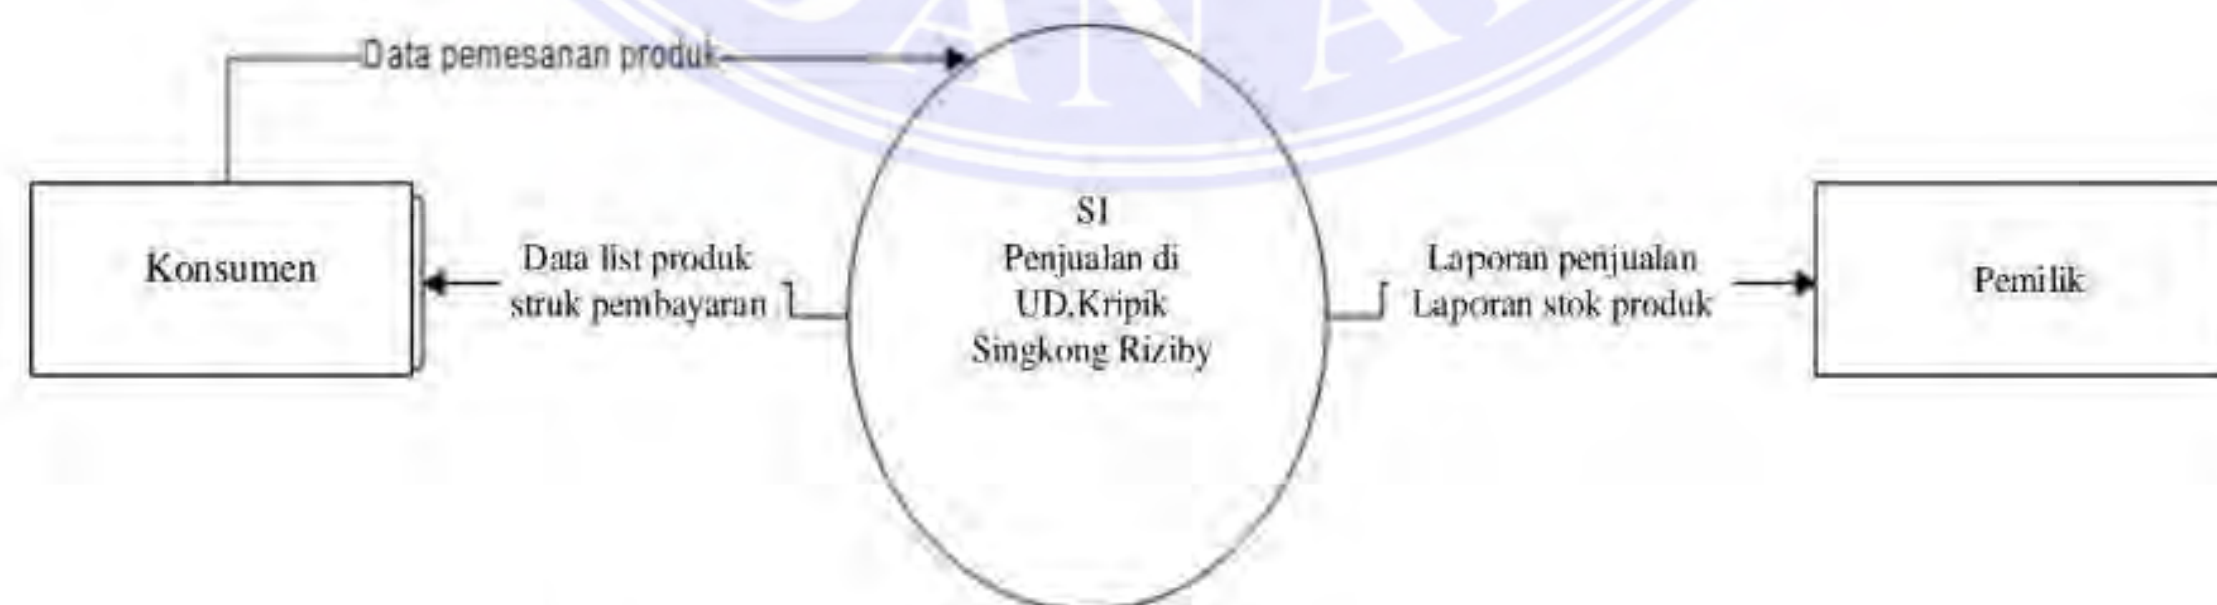 Data pemesanan produk
Konsumen
Data list produk
struk pembayaran
SI
Penjualan di
UD.Kripik
Singkong Riziby
Laporan penjualan
Laporan stok produk
Pemilik